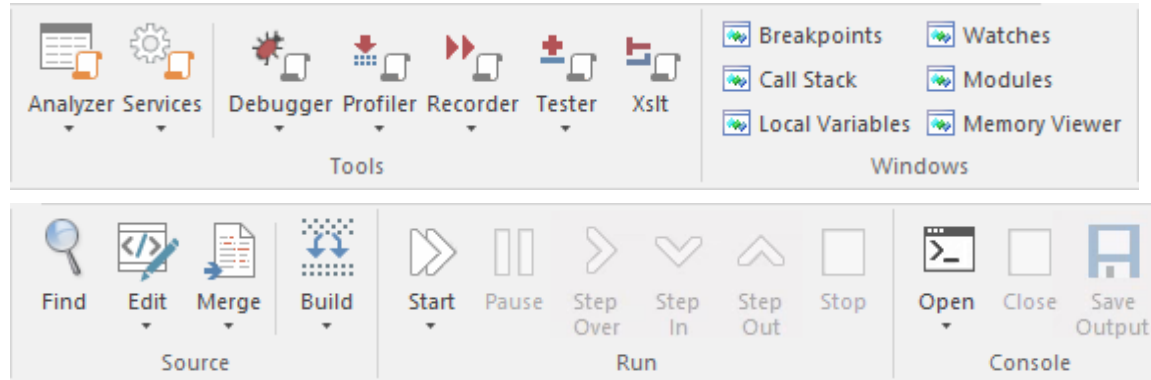 Breakpoints Watches
Call Stack Modules
Analyzer Services Debugger Profiler Recorder Tester Xslt
Local Variables Memory Viewer
Tools Windows
Find Edit Merge Build Start Pause Step Over Step In Step Out Stop Open Close Save Output
Source Run Console